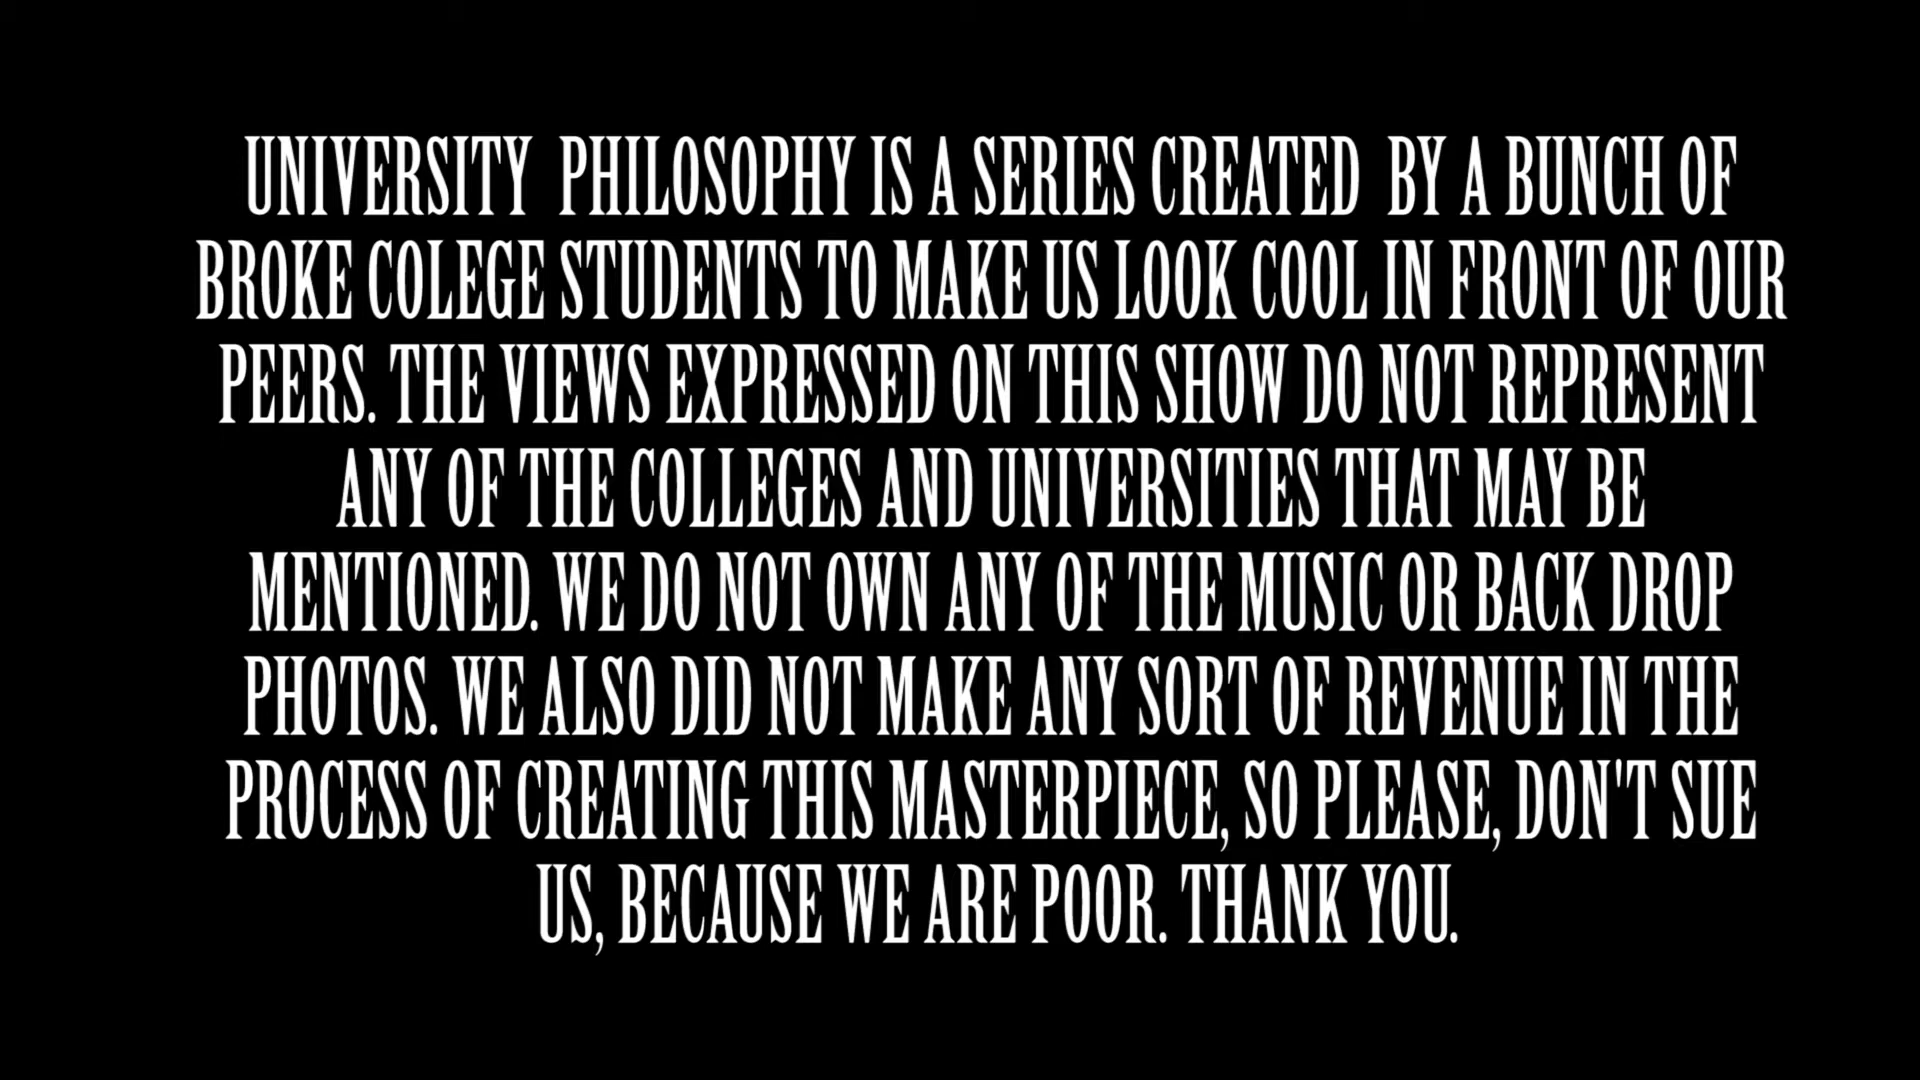 UNIVERSITY  PHILOSOPHY IS A SERIES CREATED  BY A BUNCH OF
BROKE COLEGE STUDENTS TO MAKE US LOOK COOL IN FRONT OF OUR
PEERS. THE VIEWS EXPRESSED ON THIS SHOW DO NOT REPRESENT
ANY OF THE COLLEGES AND UNIVERSITIES THAT MAY BE
MENTIONED. WE DO NOT OWN ANY OF THE MUSIC OR BACK DROP
PHOTOS. WE ALSO DID NOT MAKE ANY SORT OF REVENUE IN THE
PROCESS OF CREATING THIS MASTERPIECE, SO PLEASE, DON'T SUE
US, BECAUSE WE ARE POOR. THANK YOU.